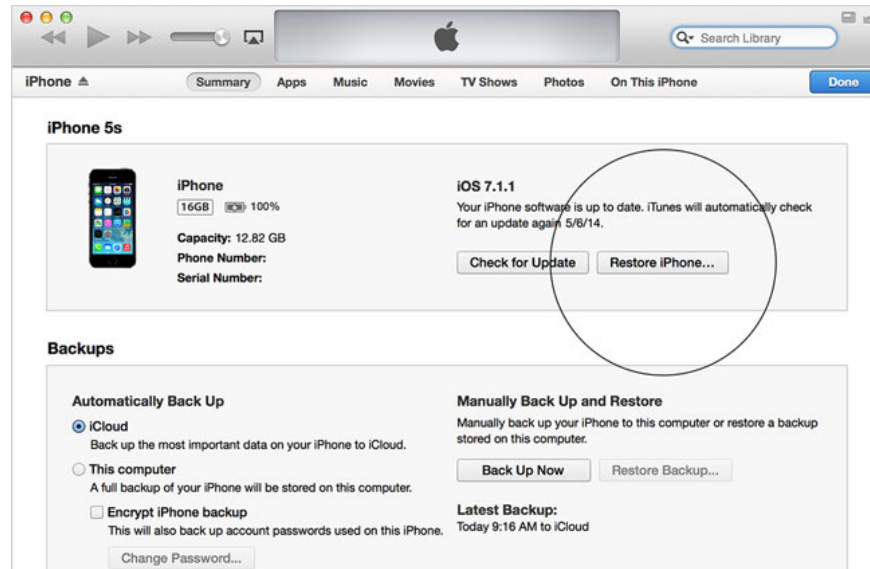 Search Library
iPhone
Summary Apps Music Movies TV Shows Photos On This iPhone Done
iPhone 5s
iPhone
16GB 100%
Capacity: 12.82 GB
Phone Number:
Serial Number:
iOS 7.1.1
Your iPhone software is up to date. iTunes will automatically check
for an update again 5/6/14.
Check for Update Restore iPhone...
Backups
Automatically Back Up
iCloud
Back up the most important data on your iPhone to iCloud.
This computer
A full backup of your iPhone will be stored on this computer.
Encrypt iPhone backup
This will also back up account passwords used on this iPhone.
Change Password...
Manually Back Up and Restore
Manually back up your iPhone to this computer or restore a backup
stored on this computer.
Back Up Now Restore Backup...
Latest Backup:
Today 9:16 AM to iCloud